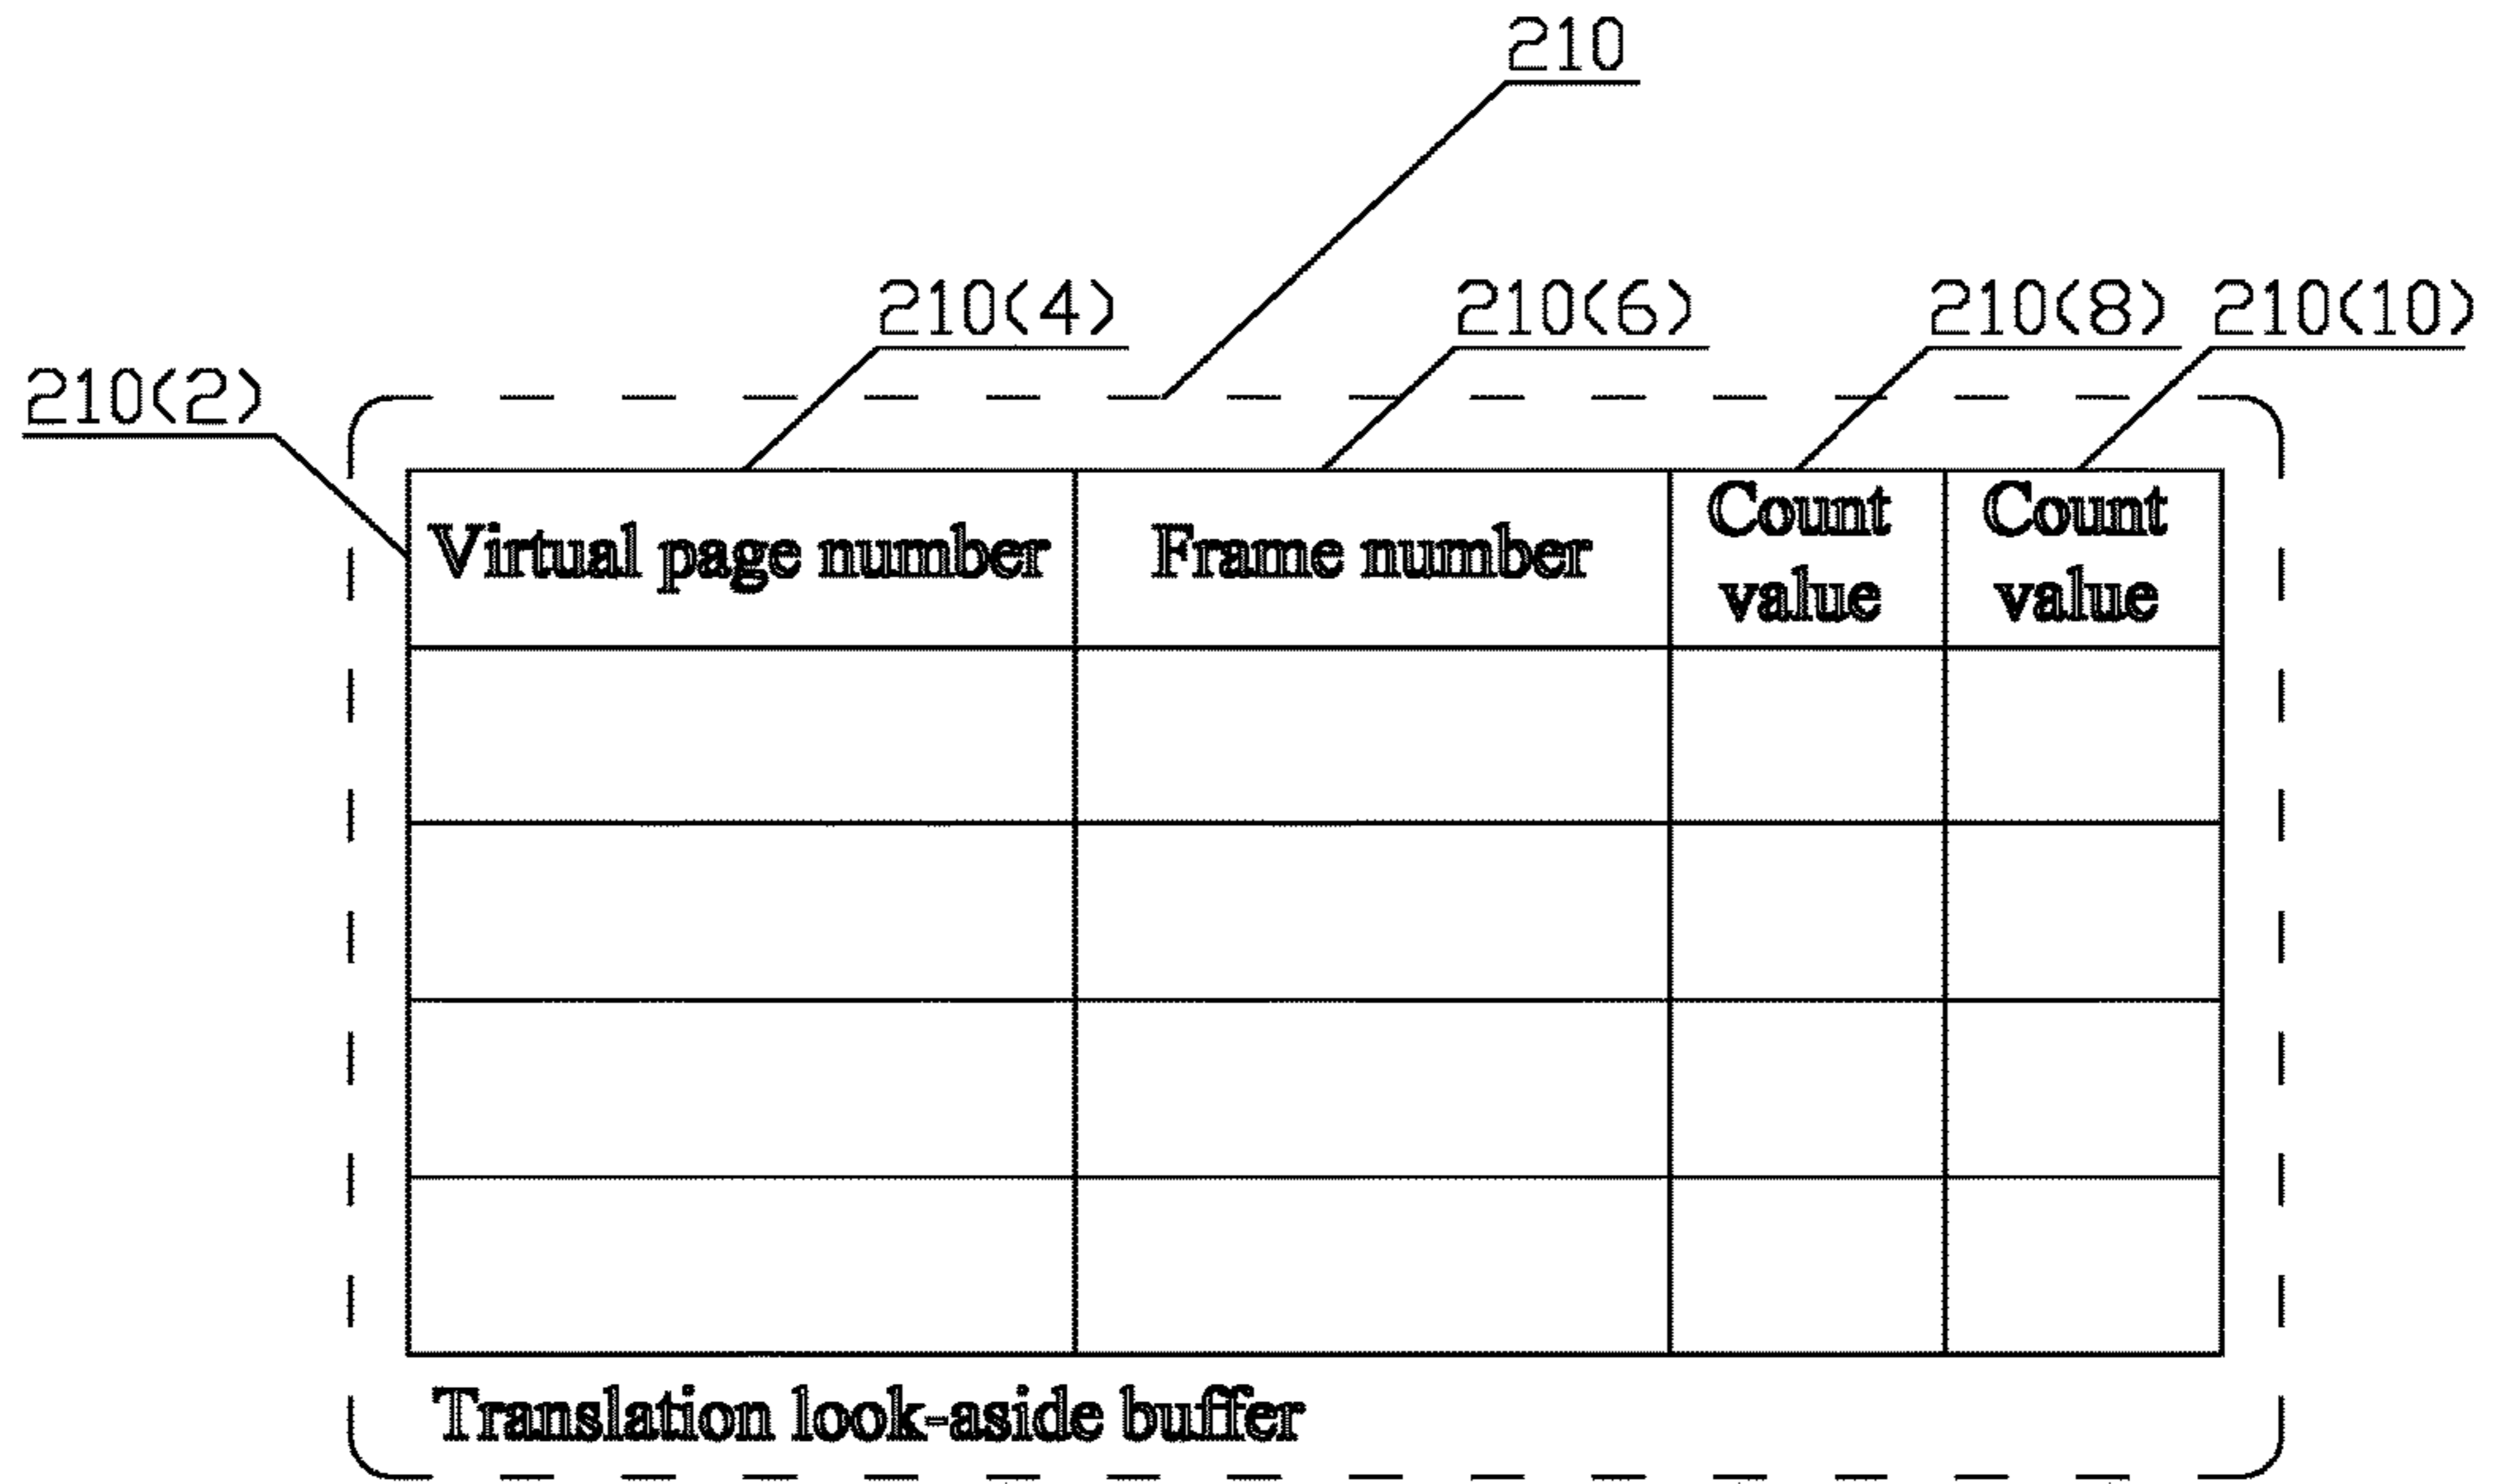 210
210(4)
210(6)
210(8)
210(10)
210(2)
Virtual page number
Frame number
Count
value
Count
value
Translation look-aside buffer